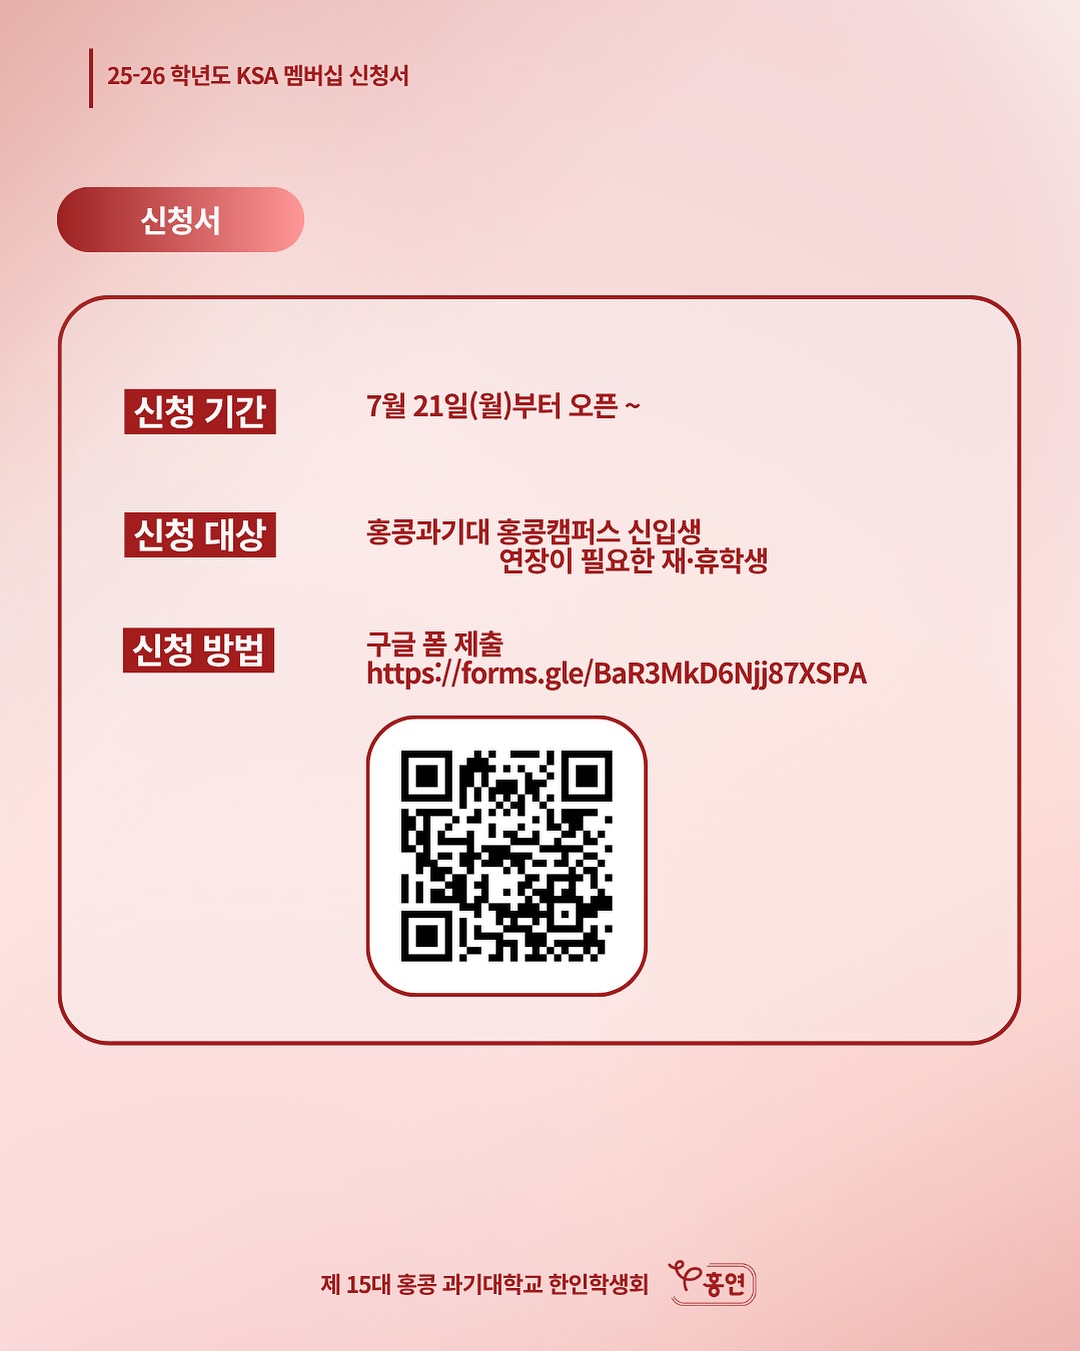 25-26 학년도 KSA 멤버십 신청서
신청서
신청 기간
7월 21일(월)부터 오픈 ~
신청 대상
홍콩과기대 홍콩캠퍼스 신입생
연장이 필요한 재·휴학생
신청 방법
구글 폼 제출
https://forms.gle/BaR3MkD6Njj87XSPA
제 15대 홍콩 과기대학교 한인학생회
홍연